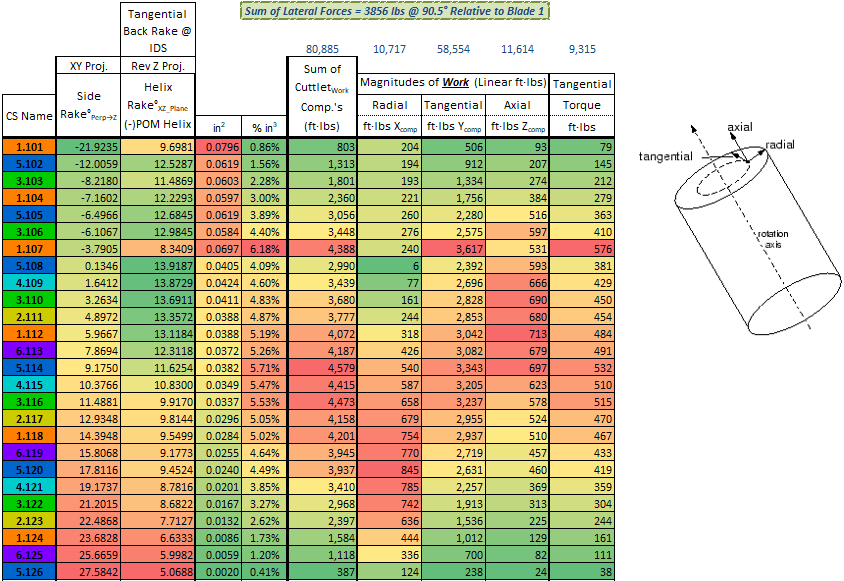 Tangential
Back Rake @
IDS
Sum of Lateral Forces = 3856 lbs @ 90.5° Relative to Blade 1
80,885 10,717 58,554 11,614 9,315
XY Proj. Rev Z Proj. Sum of
CuttletWork
Comp.'s
(ft·lbs)
Magnitudes of Work (Linear ft·lbs) Tangential
CS Name Side
Rake°Perp→Z
Helix
Rake°XZ_Plane
(-)POM Helix
in² % in³ Radial Tangential Axial Torque
ft·lbs Xcomp ft·lbs Ycomp ft·lbs Zcomp ft·lbs
1.101 -21.9235 9.6981 0.0796 0.86% 803 204 506 93 79
5.102 -12.0059 12.5287 0.0619 1.56% 1,313 194 912 207 145
3.103 -8.2180 11.4869 0.0603 2.28% 1,801 193 1,334 274 212
1.104 -7.1602 12.2293 0.0597 3.00% 2,360 221 1,756 384 279
5.105 -6.4966 12.6845 0.0619 3.89% 3,056 260 2,280 516 363
3.106 -6.1067 12.9845 0.0584 4.40% 3,448 276 2,575 597 410
1.107 -3.7905 8.3409 0.0697 6.18% 4,388 240 3,617 531 576
5.108 0.1346 13.9187 0.0405 4.09% 2,990 6 2,392 593 381
4.109 1.6412 13.8729 0.0424 4.60% 3,439 77 2,696 666 429
3.110 3.2634 13.6911 0.0411 4.83% 3,680 161 2,828 690 450
2.111 4.8972 13.3572 0.0388 4.87% 3,777 244 2,853 680 454
1.112 5.9667 13.1184 0.0388 5.19% 4,072 318 3,042 713 484
6.113 7.8694 12.3118 0.0372 5.26% 4,187 426 3,082 679 491
5.114 9.1750 11.6254 0.0382 5.71% 4,579 540 3,343 697 532
4.115 10.3766 10.8300 0.0349 5.47% 4,415 587 3,205 623 510
3.116 11.4881 9.9170 0.0337 5.53% 4,473 658 3,237 578 515
2.117 12.9348 9.8144 0.0296 5.05% 4,158 679 2,955 524 470
1.118 14.3948 9.5499 0.0284 5.02% 4,201 754 2,937 510 467
6.119 15.8068 9.1773 0.0255 4.64% 3,945 770 2,719 457 433
5.120 17.8116 9.4524 0.0240 4.49% 3,937 845 2,631 460 419
4.121 19.1737 8.7816 0.0201 3.85% 3,410 785 2,257 369 359
3.122 21.2015 8.6822 0.0167 3.27% 2,968 742 1,913 313 304
2.123 22.4868 7.7127 0.0132 2.62% 2,397 636 1,536 225 244
1.124 23.6828 6.6333 0.0086 1.73% 1,584 444 1,012 129 161
6.125 25.6659 5.9982 0.0059 1.20% 1,118 336 700 82 111
5.126 27.5842 5.0688 0.0020 0.41% 387 124 238 24 38
axial
radial
tangential
rotation
axis